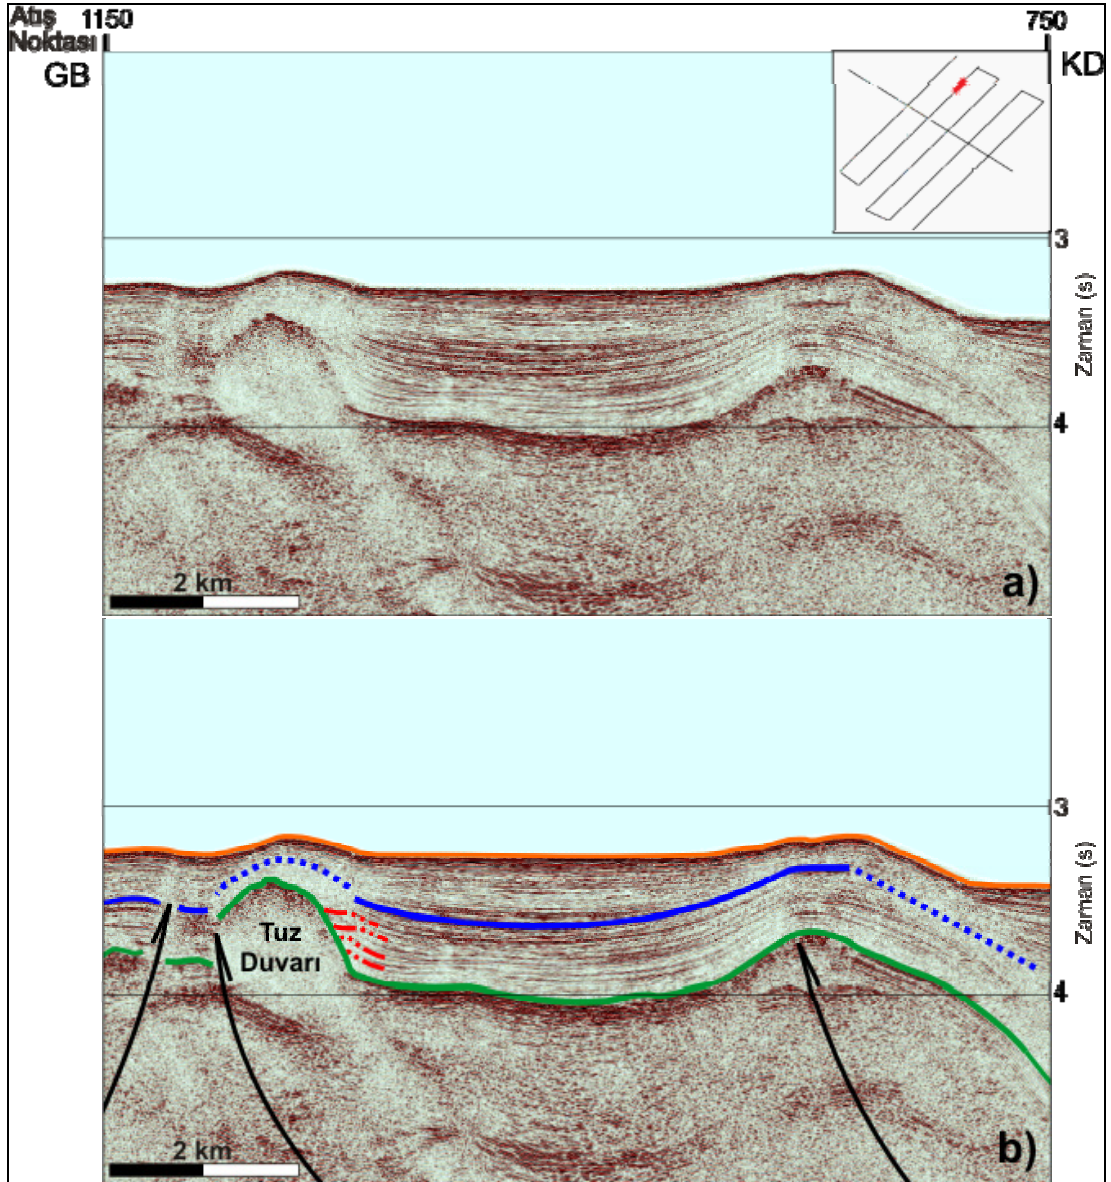 Atış 1150 750
Noktası
GB KD
3
Zaman (s)
4
2 km
a)
3
Zaman (s)
Tuz
Duvarı
4
2 km
b)